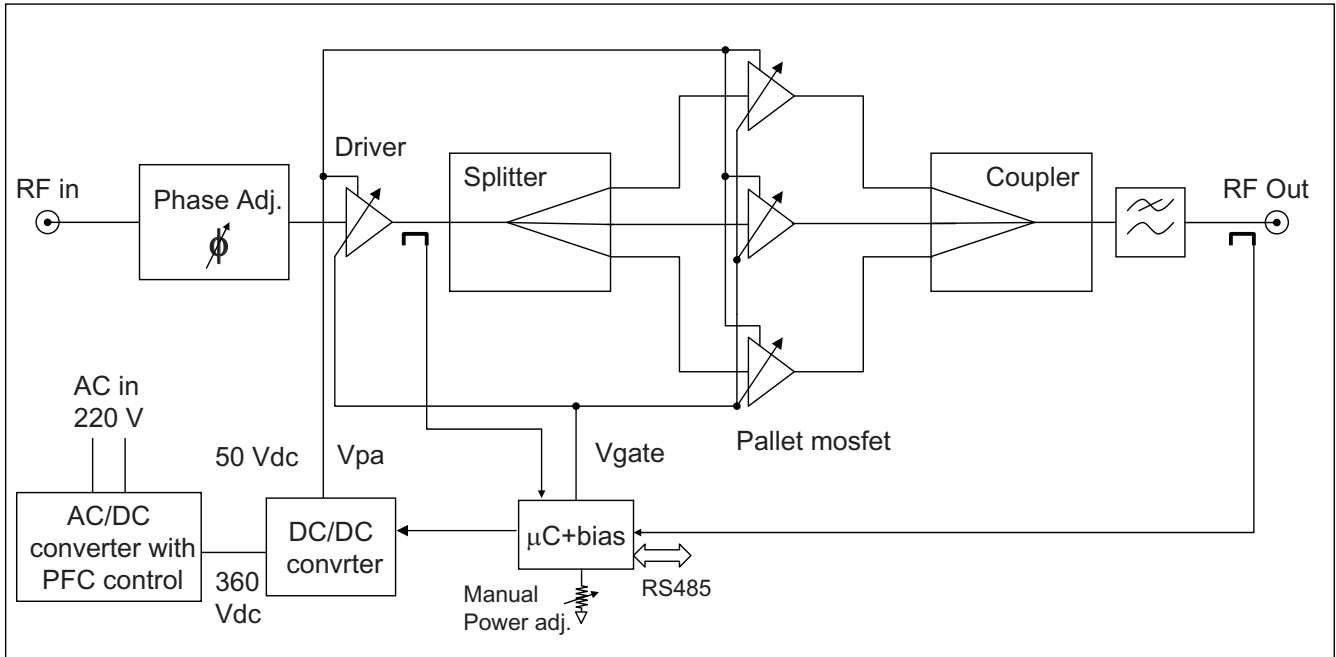 RF in
Phase Adj.
ϕ
Driver
Splitter
Coupler
RF Out
AC in
220 V
50 Vdc
Vpa
Vgate
Pallet mosfet
AC/DC
converter with
PFC control
360
Vdc
DC/DC
convrter
μC+bias
RS485
Manual
Power adj.